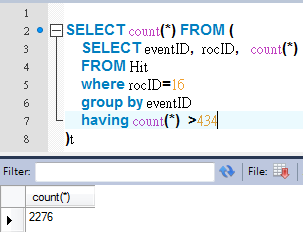 1
2 SELECT count(*) FROM (
3 SELECT eventID, rocID, count(*)
4 FROM Hit
5 where rocID=16
6 group by eventID
7 having count(*) >434
8 )t
Filter: File:
count(*)
2276